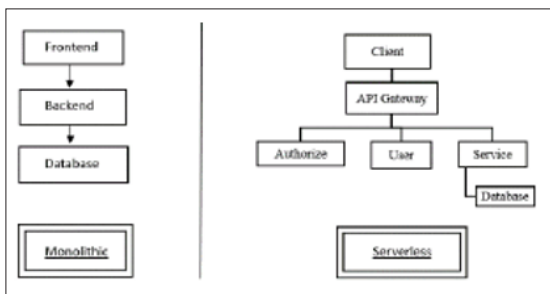 Frontend
Backend
Database
Monolithic
Client
API Gateway
Authorize
User
Service
Database
Serverless